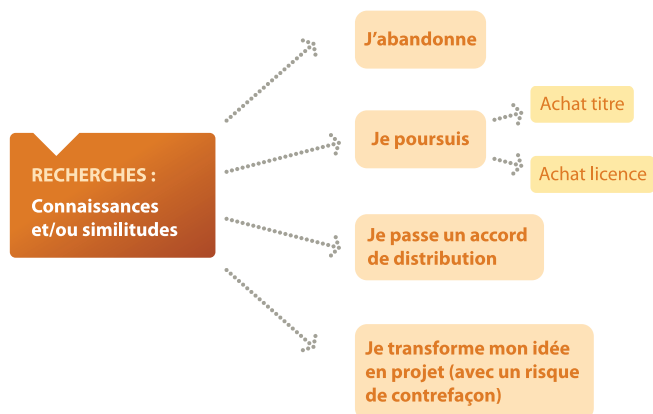 J'abandonne
Achat titre
Je poursuis
Achat licence
RECHERCHES :
Connaissances
et/ou similitudes
Je passe un accord
de distribution
Je transforme mon idée
en projet (avec un risque
de contrefaçon)